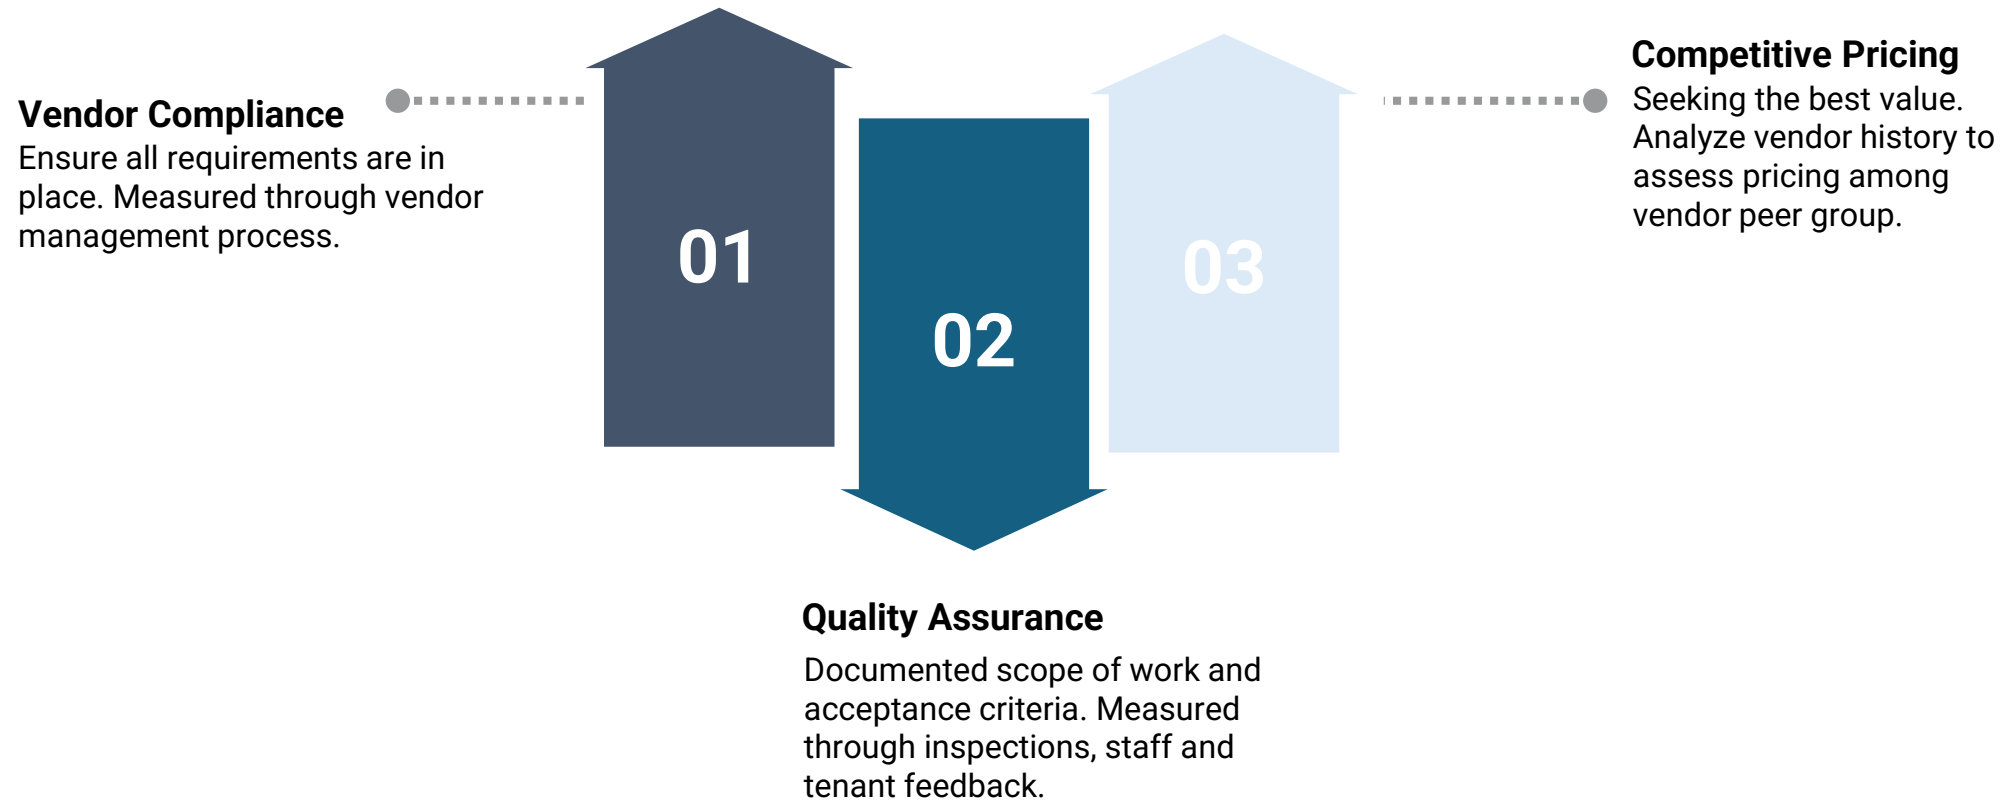 Vendor Compliance
Ensure all requirements are in
place. Measured through vendor
management process.
01
02
03
Competitive Pricing
Seeking the best value.
Analyze vendor history to
assess pricing among
vendor peer group.
Quality Assurance
Documented scope of work and
acceptance criteria. Measured
through inspections, staff and
tenant feedback.